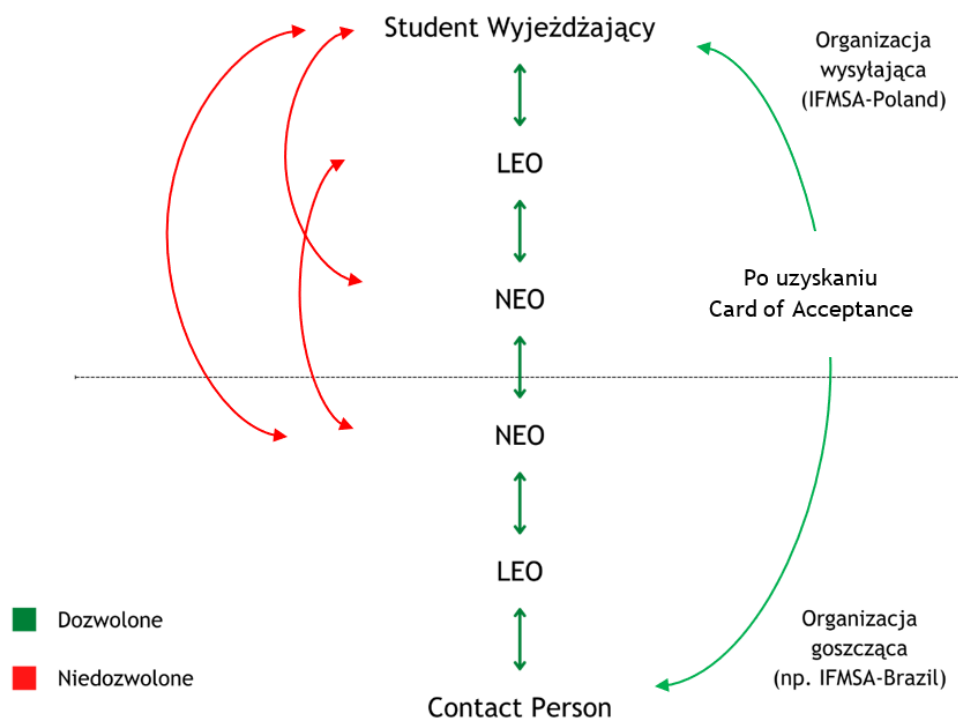 Student Wyjeżdżający
Organizacja
wysyłająca
(IFMSA-Poland)
LEO
NEO
Po uzyskaniu
Card of Acceptance
NEO
LEO
Dozwolone
Niedozwolone
Organizacja
goszcząca
(np. IFMSA-Brazil)
Contact Person